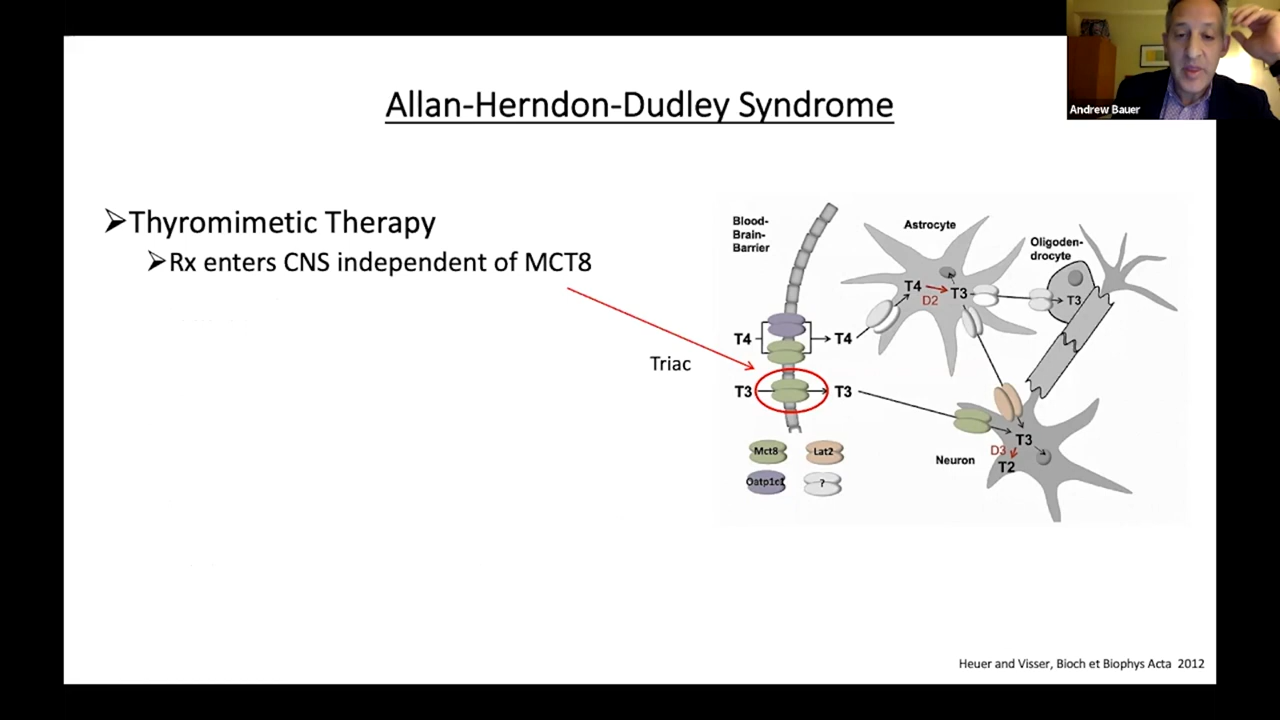 Andrew Bauer
Allan-Herndon-Dudley Syndrome
Thyromimetic Therapy
Rx enters CNS independent of MCT8
Triac
Blood-
Brain-
Barrier
Astrocyte
Oligoden-
drocyte
T4 T3
D2
T3
T4 T4
T3 T3
T3
D3
T2
Neuron
Mct8 Lat2
Oatp1c1 ?
Heuer and Visser, Bioch et Biophys Acta 2012